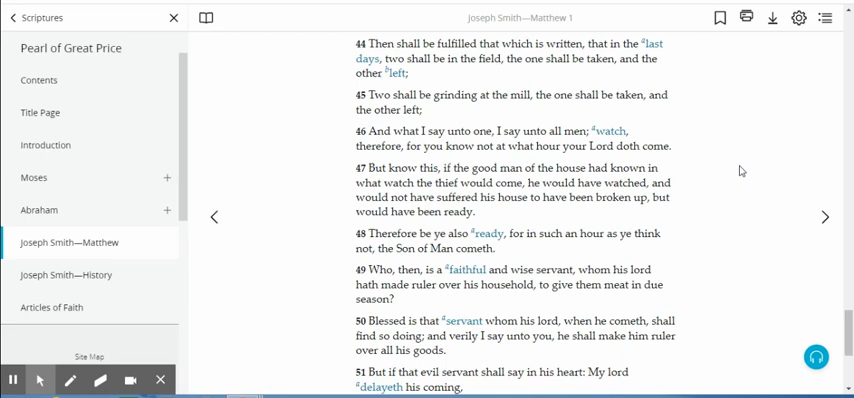 Scriptures
Joseph Smith—Matthew 1
Pearl of Great Price
Contents
Title Page
Introduction
Moses +
Abraham +
Joseph Smith—Matthew
Joseph Smith—History
Articles of Faith
Site Map
44 Then shall be fulfilled that which is written, that in the a last
days, two shall be in the field, the one shall be taken, and the
other b left;
45 Two shall be grinding at the mill, the one shall be taken, and
the other left;
46 And what I say unto one, I say unto all men; a watch,
therefore, for you know not at what hour your Lord doth come.
47 But know this, if the good man of the house had known in
what watch the thief would come, he would have watched, and
would not have suffered his house to have been broken up, but
would have been ready.
48 Therefore be ye also a ready, for in such an hour as ye think
not, the Son of Man cometh.
49 Who, then, is a a faithful and wise servant, whom his lord
hath made ruler over his household, to give them meat in due
season?
50 Blessed is that a servant whom his lord, when he cometh, shall
find so doing; and verily I say unto you, he shall make him ruler
over all his goods.
51 But if that evil servant shall say in his heart: My lord
a delayeth his coming,